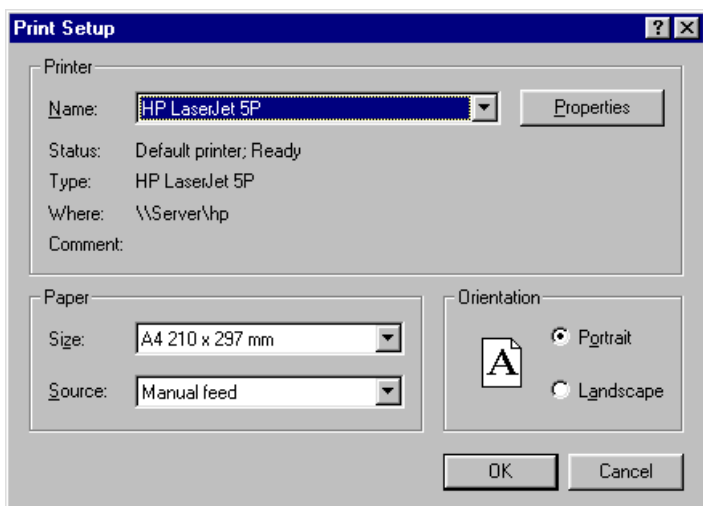 Print Setup
Printer
Name: HP LaserJet 5P Properties
Status: Default printer; Ready
Type: HP LaserJet 5P
Where: \\Server\hp
Comment:
Paper
Size: A4 210 x 297 mm
Source: Manual feed
Orientation
A
Portrait
Landscape
OK Cancel